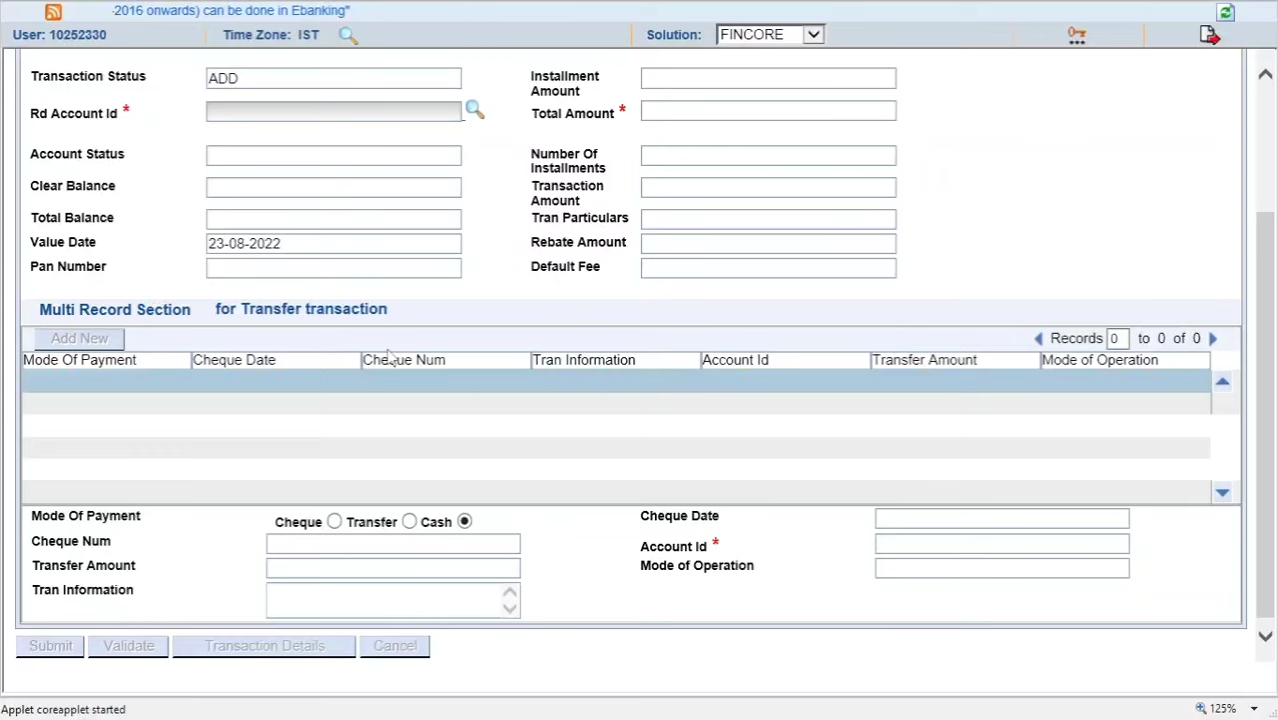 -2016 onwards) can be done in Ebanking"
User: 10252330 Time Zone: IST Solution: FINCORE
Transaction Status ADD Installment Amount
Rd Account Id * Total Amount *
Account Status Number Of Installments
Clear Balance Transaction Amount
Total Balance Tran Particulars
Value Date 23-08-2022 Rebate Amount
Pan Number Default Fee
Multi Record Section for Transfer transaction
Add New Records 0 to 0 of 0
Mode Of Payment Cheque Date Cheque Num Tran Information Account Id Transfer Amount Mode of Operation
Mode Of Payment Cheque Transfer Cash Cheque Date
Cheque Num Account Id *
Transfer Amount Mode of Operation
Tran Information
Submit Validate Transaction Details Cancel
Applet coreapplet started 125%